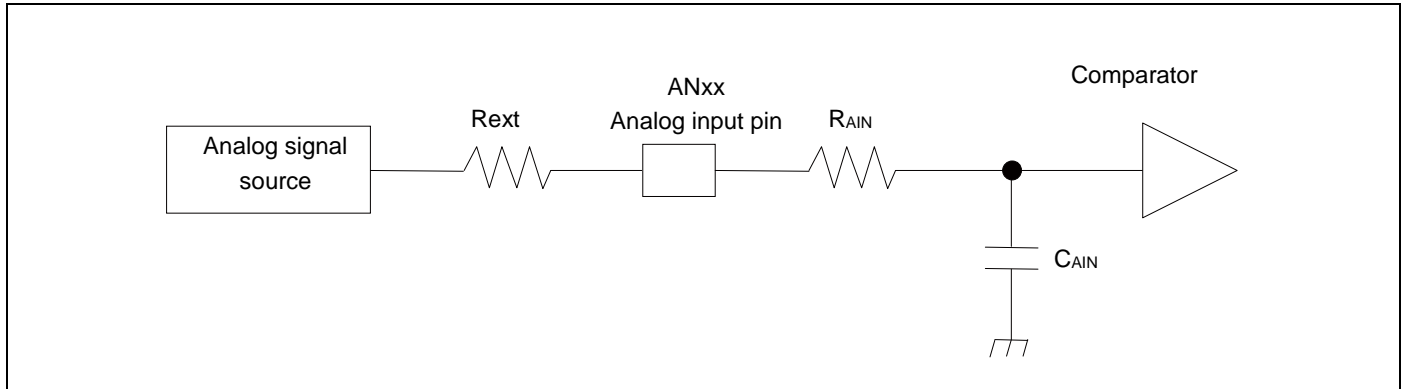 Comparator
ANxx
Analog input pin
Rext
RAIN
Analog signal
source
CAIN